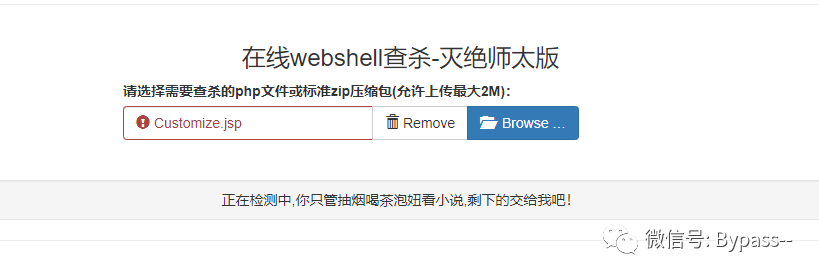 在线webshell查杀-灭绝师太版
请选择需要查杀的php文件或标准zip压缩包(允许上传最大2M):
Customize.jsp Remove Browse ...
正在检测中,你只管抽烟喝茶泡妞看小说,剩下的交给我吧!
微信号: Bypass--